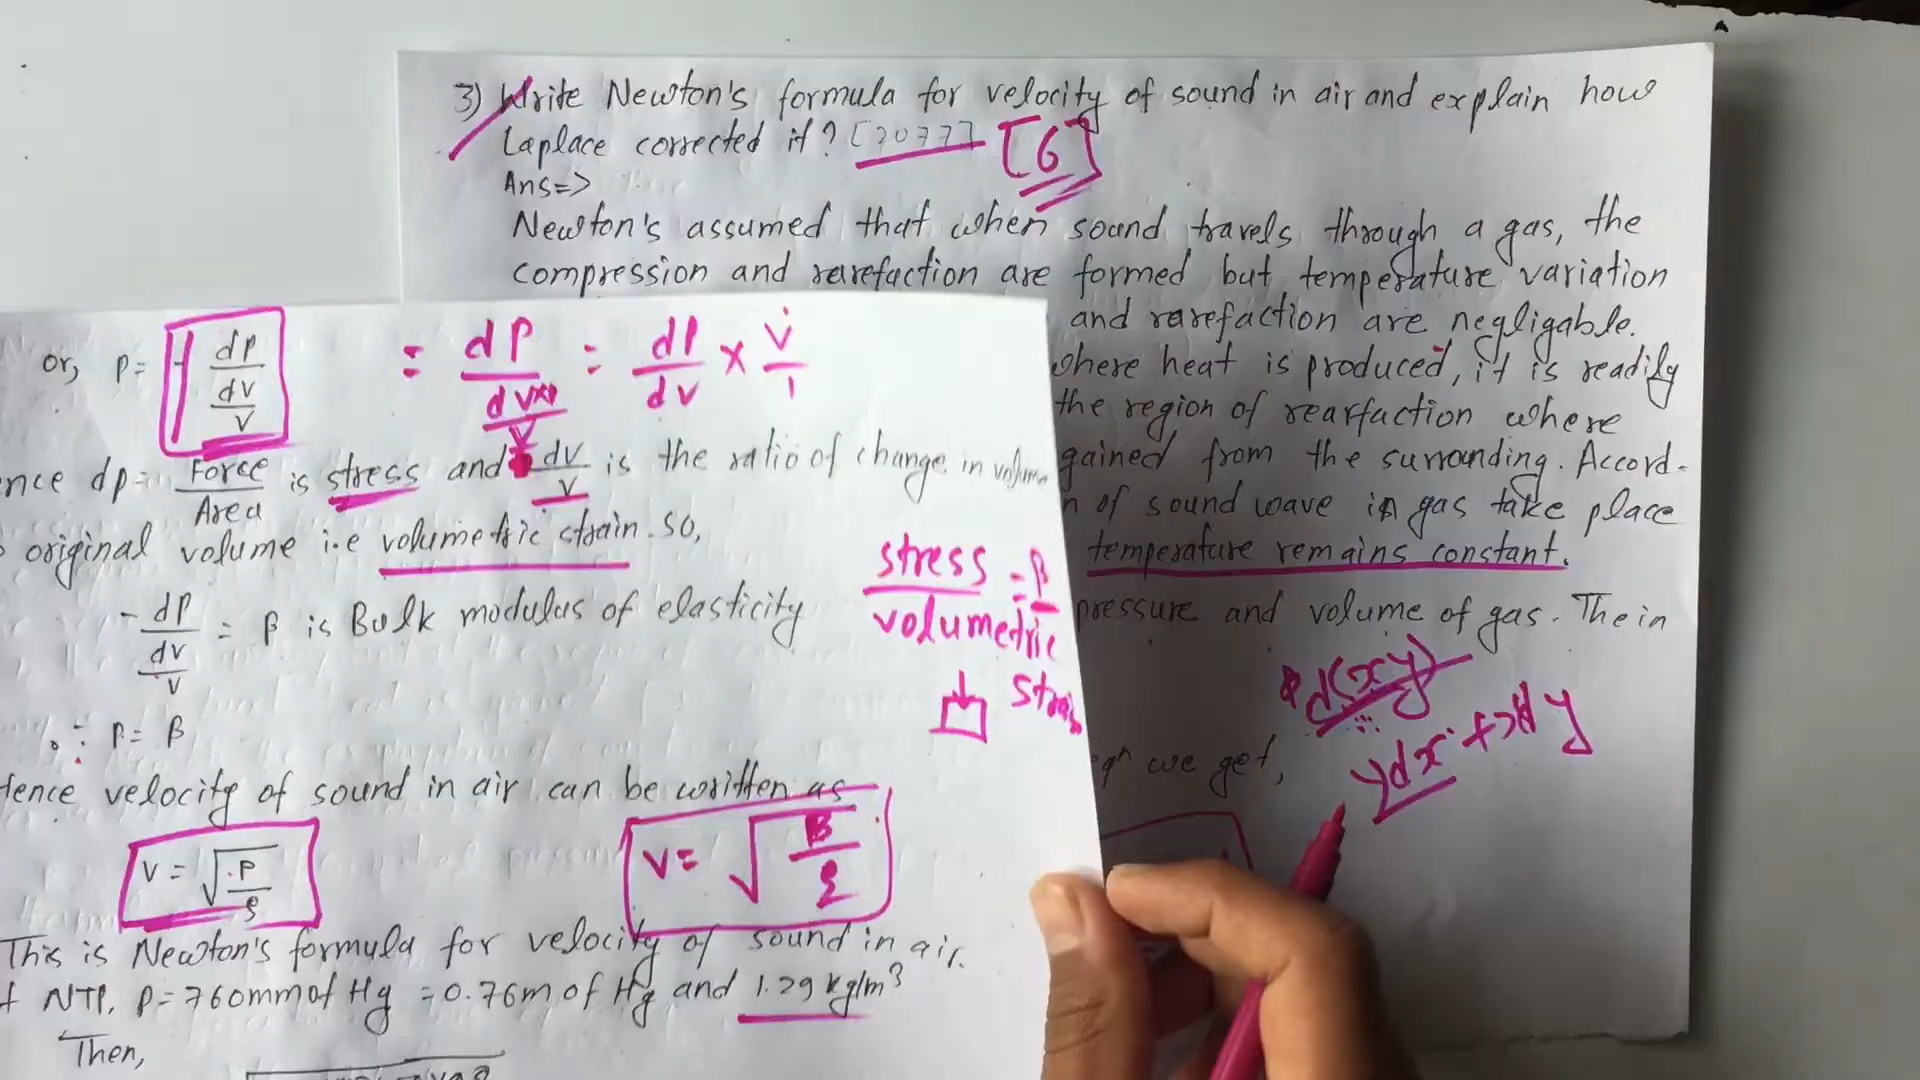 3) Write Newton's formula for velocity of sound in air and explain how
Laplace corrected it? [2077] [6]
Ans=>
Newton's assumed that when sound travels through a gas, the
compression and rarefaction are formed but temperature variation
and rarefaction are negligable.
where heat is produced, it is readily
the region of rearfaction where
gained from the surrounding. Accord-
n of sound wave in gas take place
temperature remains constant.
pressure and volume of gas. The in
d(xy)
ydx + xdy
eqn we get,
or, P= - dp / dv / v = dP / dv×1 / v = dP / dv × v / 1
ence dp = Force / Area is stress and dv / v is the ratio of change in volume
original volume i.e volumetric strain. so,
stress / volumetric strain = β
- dP / dv / v = β is Bulk modulus of elasticity
∴ P = β
Hence velocity of sound in air can be written as
v = √ P / ρ
v = √ B / ρ
This is Newton's formula for velocity of sound in air.
NTP, P=760mm of Hg = 0.76m of Hg and 1.29 kg/m³
Then,